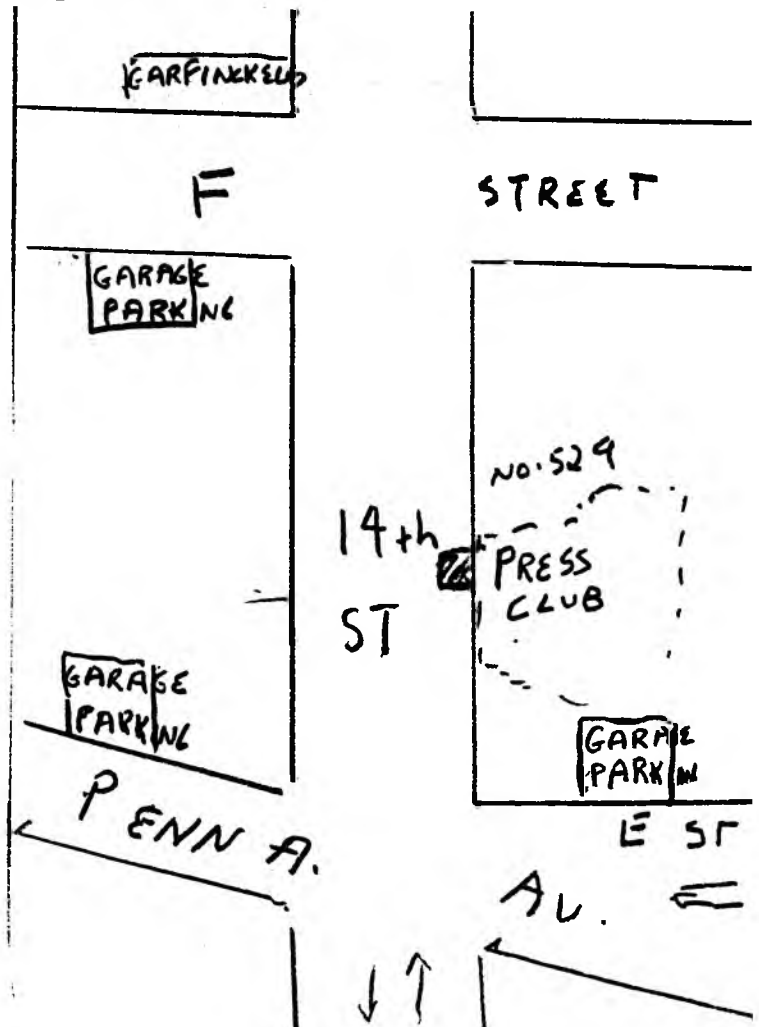 GARFINCKELS
F STREET
GARAGE
PARKING
NO. 529
14th
ST
PRESS
CLUB
GARAGE
PARKING
GARAGE
PARKING
E ST
PENN A.
AV.